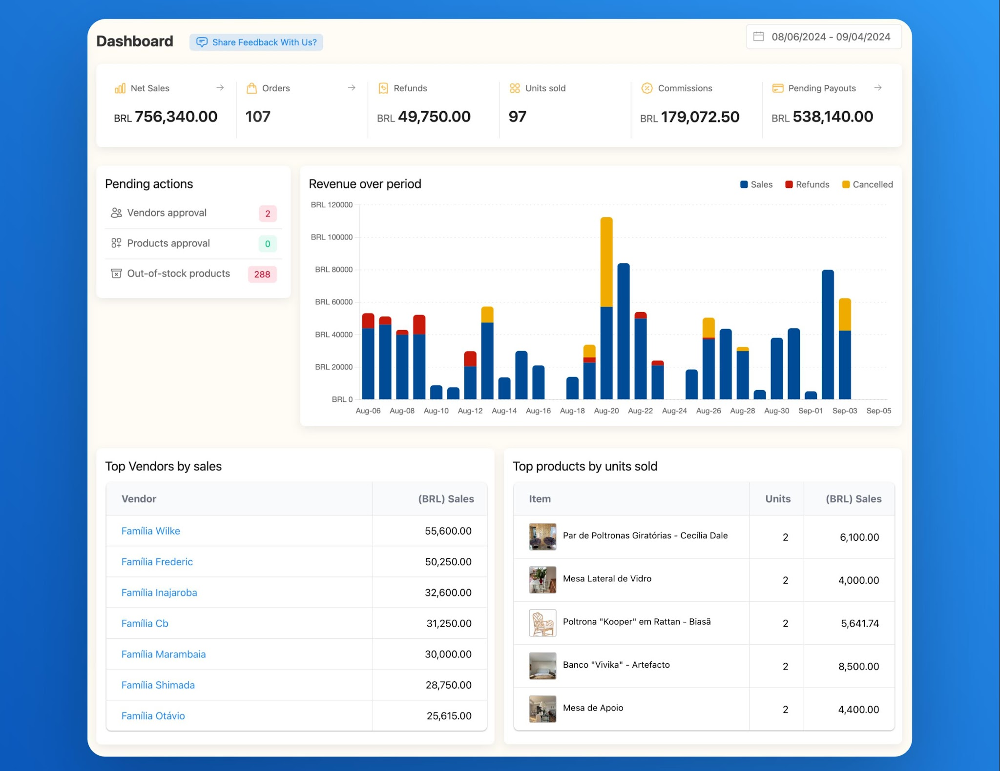 Dashboard
Share Feedback With Us?
08/06/2024 - 09/04/2024
Net Sales
BRL 756,340.00
Orders
107
Refunds
BRL 49,750.00
Units sold
97
Commissions
BRL 179,072.50
Pending Payouts
BRL 538,140.00
Pending actions
Vendors approval 2
Products approval 0
Out-of-stock products 288
Revenue over period
Sales Refunds Cancelled
BRL 120000
BRL 100000
BRL 80000
BRL 60000
BRL 40000
BRL 20000
BRL 0
Aug-06 Aug-08 Aug-10 Aug-12 Aug-14 Aug-16 Aug-18 Aug-20 Aug-22 Aug-24 Aug-26 Aug-28 Aug-30 Sep-01 Sep-03 Sep-05
Top Vendors by sales
Vendor (BRL) Sales
Família Wilke 55,600.00
Família Frederic 50,250.00
Família Inajaroba 32,600.00
Família Cb 31,250.00
Família Marambaia 30,000.00
Família Shimada 28,750.00
Família Otávio 25,615.00
Top products by units sold
Item Units (BRL) Sales
Par de Poltronas Giratórias - Cecília Dale 2 6,100.00
Mesa Lateral de Vidro 2 4,000.00
Poltrona "Kooper" em Rattan - Biasã 2 5,641.74
Banco "Vivika" - Artefacto 2 8,500.00
Mesa de Apoio 2 4,400.00